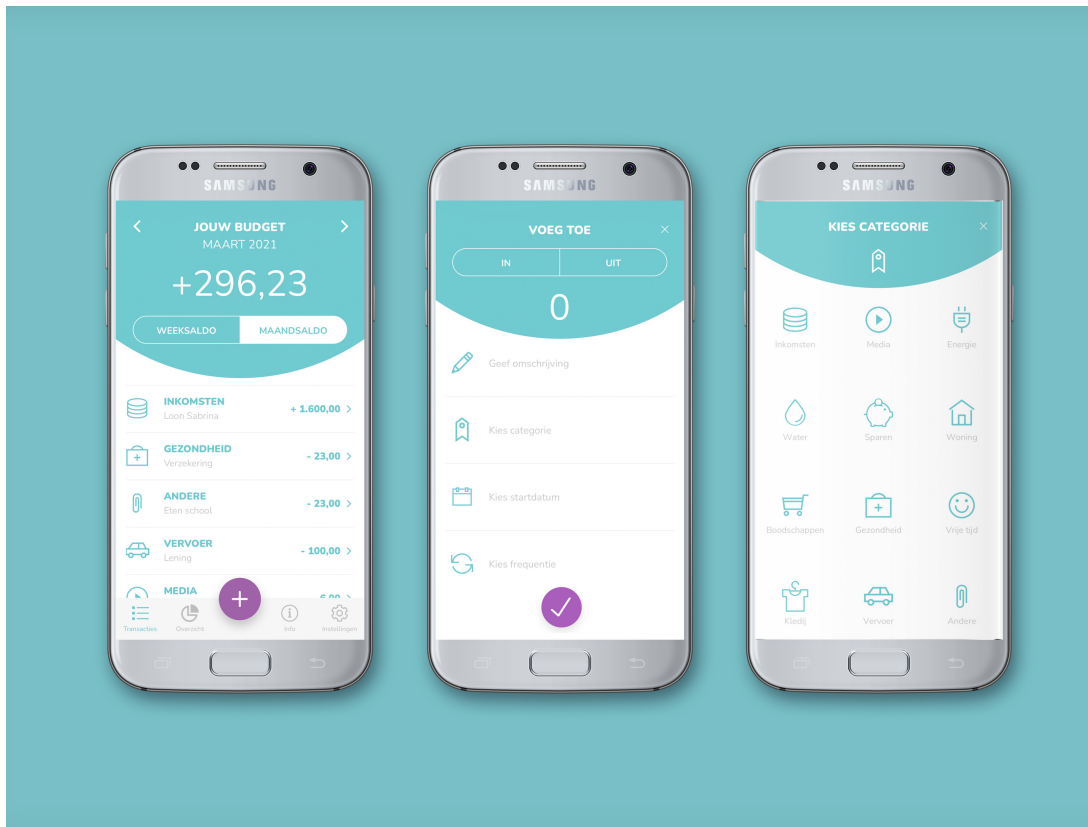 SAMSUNG
JOUW BUDGET
MAART 2021
+296,23
WEEKSALDO
MAANDSALDO
INKOMSTEN
Loon Sabrina
+ 1.600,00
GEZONDHEID
Verzekering
- 23,00
ANDERE
Eten school
- 23,00
VERVOER
Lening
- 100,00
MEDIA
Transacties
Overzicht
Info
Instellingen
SAMSUNG
VOEG TOE
IN
UIT
0
Geef omschrijving
Kies categorie
Kies startdatum
Kies frequentie
SAMSUNG
KIES CATEGORIE
Inkomsten
Media
Energie
Water
Sparen
Woning
Boodschappen
Gezondheid
Vrije tijd
Kledij
Vervoer
Andere